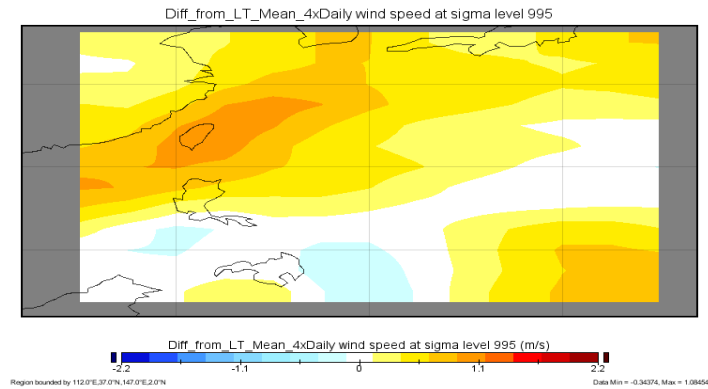 Diff_from_LT_Mean_4xDaily wind speed at sigma level 995
Diff_from_LT_Mean_4xDaily wind speed at sigma level 995 (m/s)
-2.2 -1.1 0 1.1 2.2
Region bounded by 112.0°E,37.0°N,147.0°E,2.0°N Data Min = -0.34374, Max = 1.08454